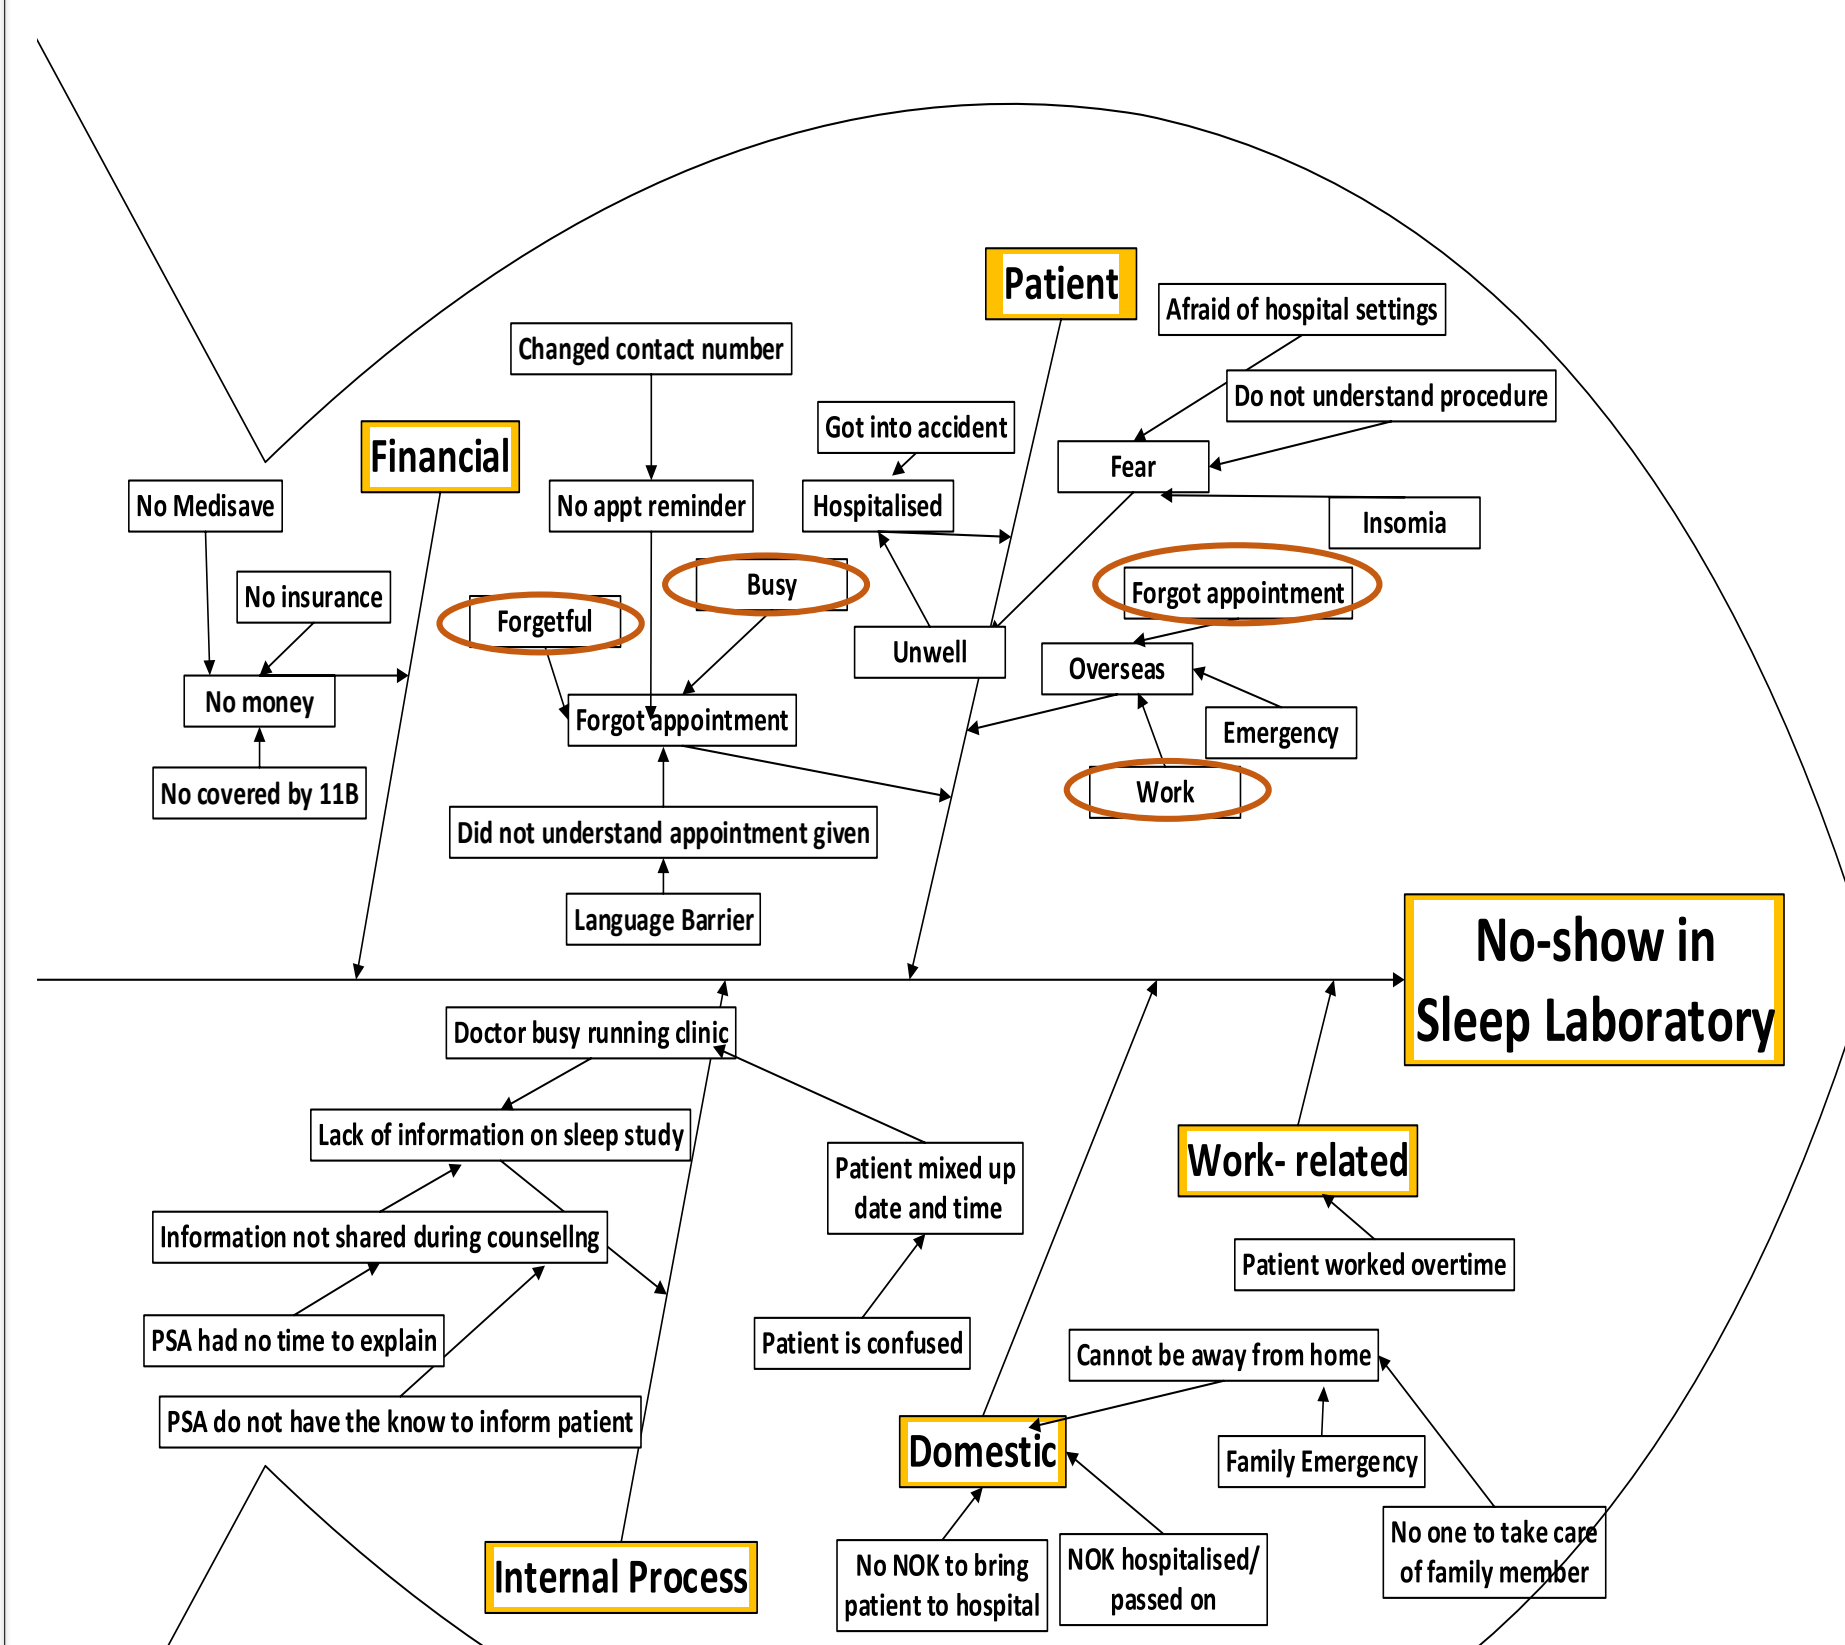 Patient
Afraid of hospital settings
Changed contact number
Do not understand procedure
Got into accident
Financial
Fear
No Medisave
No appt reminder
Hospitalised
Insomia
Busy
No insurance
Forgot appointment
Forgetful
Unwell
Overseas
No money
Forgot appointment
Emergency
No covered by 11B
Work
Did not understand appointment given
Language Barrier
No-show in
Sleep Laboratory
Doctor busy running clinic
Lack of information on sleep study
Patient mixed up
date and time
Work- related
Information not shared during counsellng
Patient worked overtime
PSA had no time to explain
Patient is confused
Cannot be away from home
PSA do not have the know to inform patient
Domestic
Family Emergency
No one to take care
of family member
Internal Process
No NOK to bring
patient to hospital
NOK hospitalised/
passed on